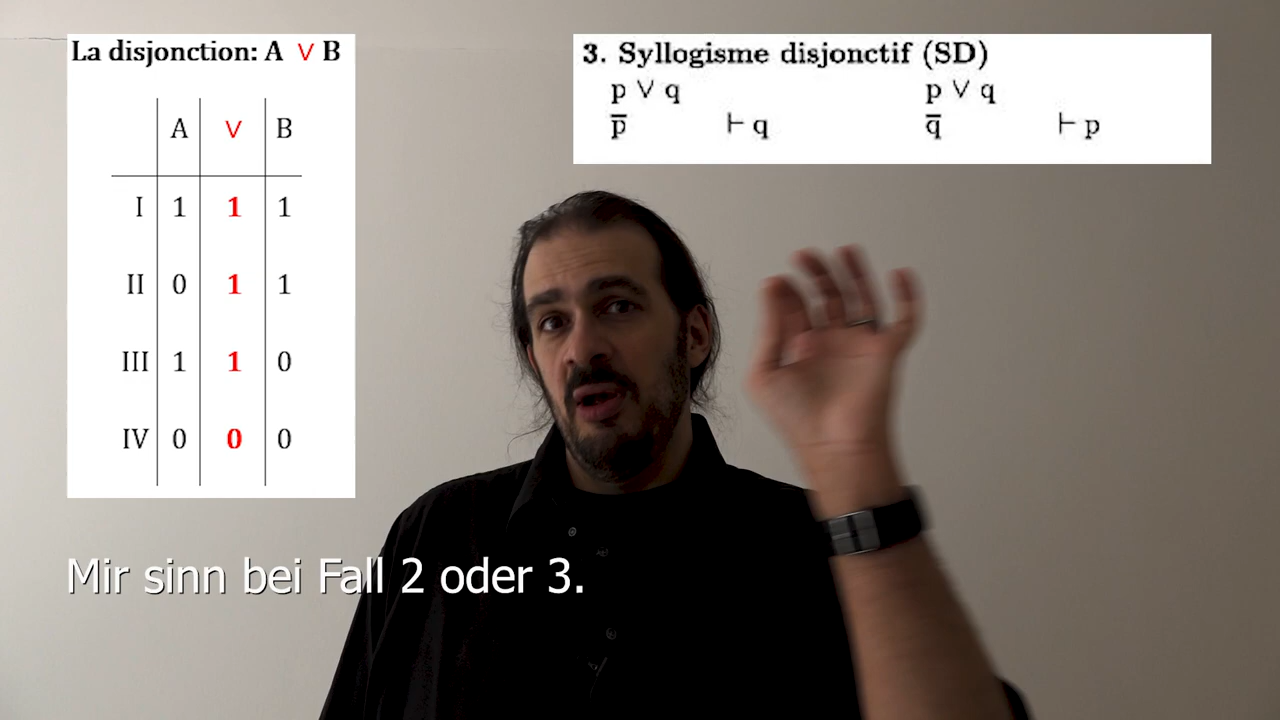 La disjonction: A ∨ B
A ∨ B
I 1 1 1
II 0 1 1
III 1 1 0
IV 0 0 0
3. Syllogisme disjonctif (SD)
p ∨ q p ∨ q
p̅ ⊢ q q̅ ⊢ p
Mir sinn bei Fall 2 oder 3.